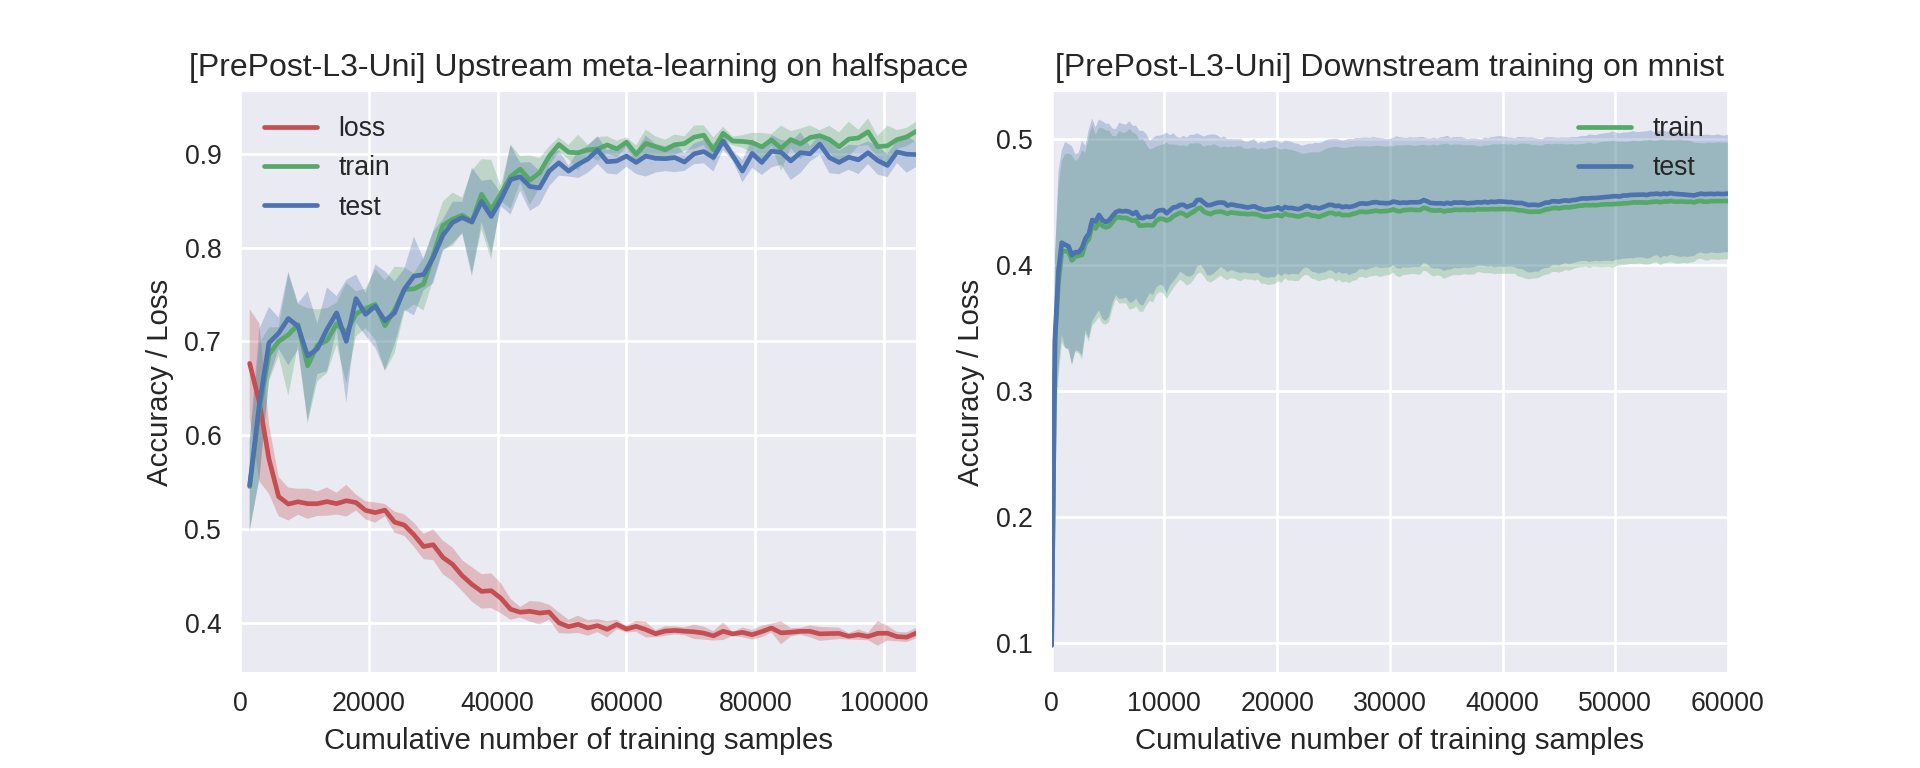 [PrePost-L3-Uni] Upstream meta-learning on halfspace
loss
train
test
0.9
0.8
0.7
0.6
0.5
0.4
Accuracy / Loss
0 20000 40000 60000 80000 100000
Cumulative number of training samples
[PrePost-L3-Uni] Downstream training on mnist
train
test
0.5
0.4
0.3
0.2
0.1
Accuracy / Loss
0 10000 20000 30000 40000 50000 60000
Cumulative number of training samples